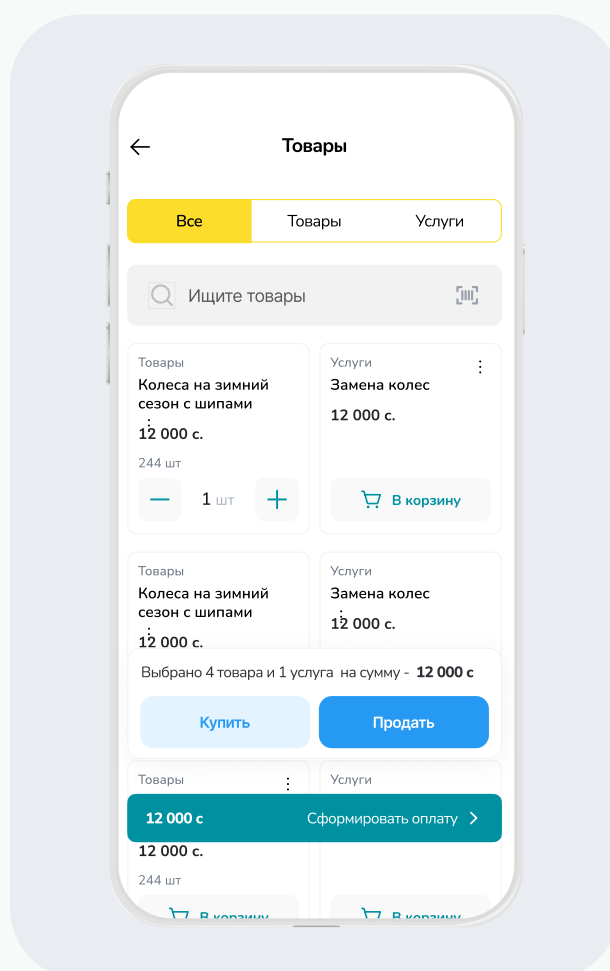 Товары
Все
Товары
Услуги
Ищите товары
Товары
Колеса на зимний
сезон с шипами
12 000 с.
244 шт
1 шт
Услуги
Замена колес
12 000 с.
В корзину
Товары
Колеса на зимний
сезон с шипами
12 000 с.
Услуги
Замена колес
12 000 с.
Выбрано 4 товара и 1 услуга на сумму - 12 000 с
Купить
Продать
Товары
Услуги
12 000 с
Сформировать оплату
12 000 с.
244 шт
В корзину
В корзину